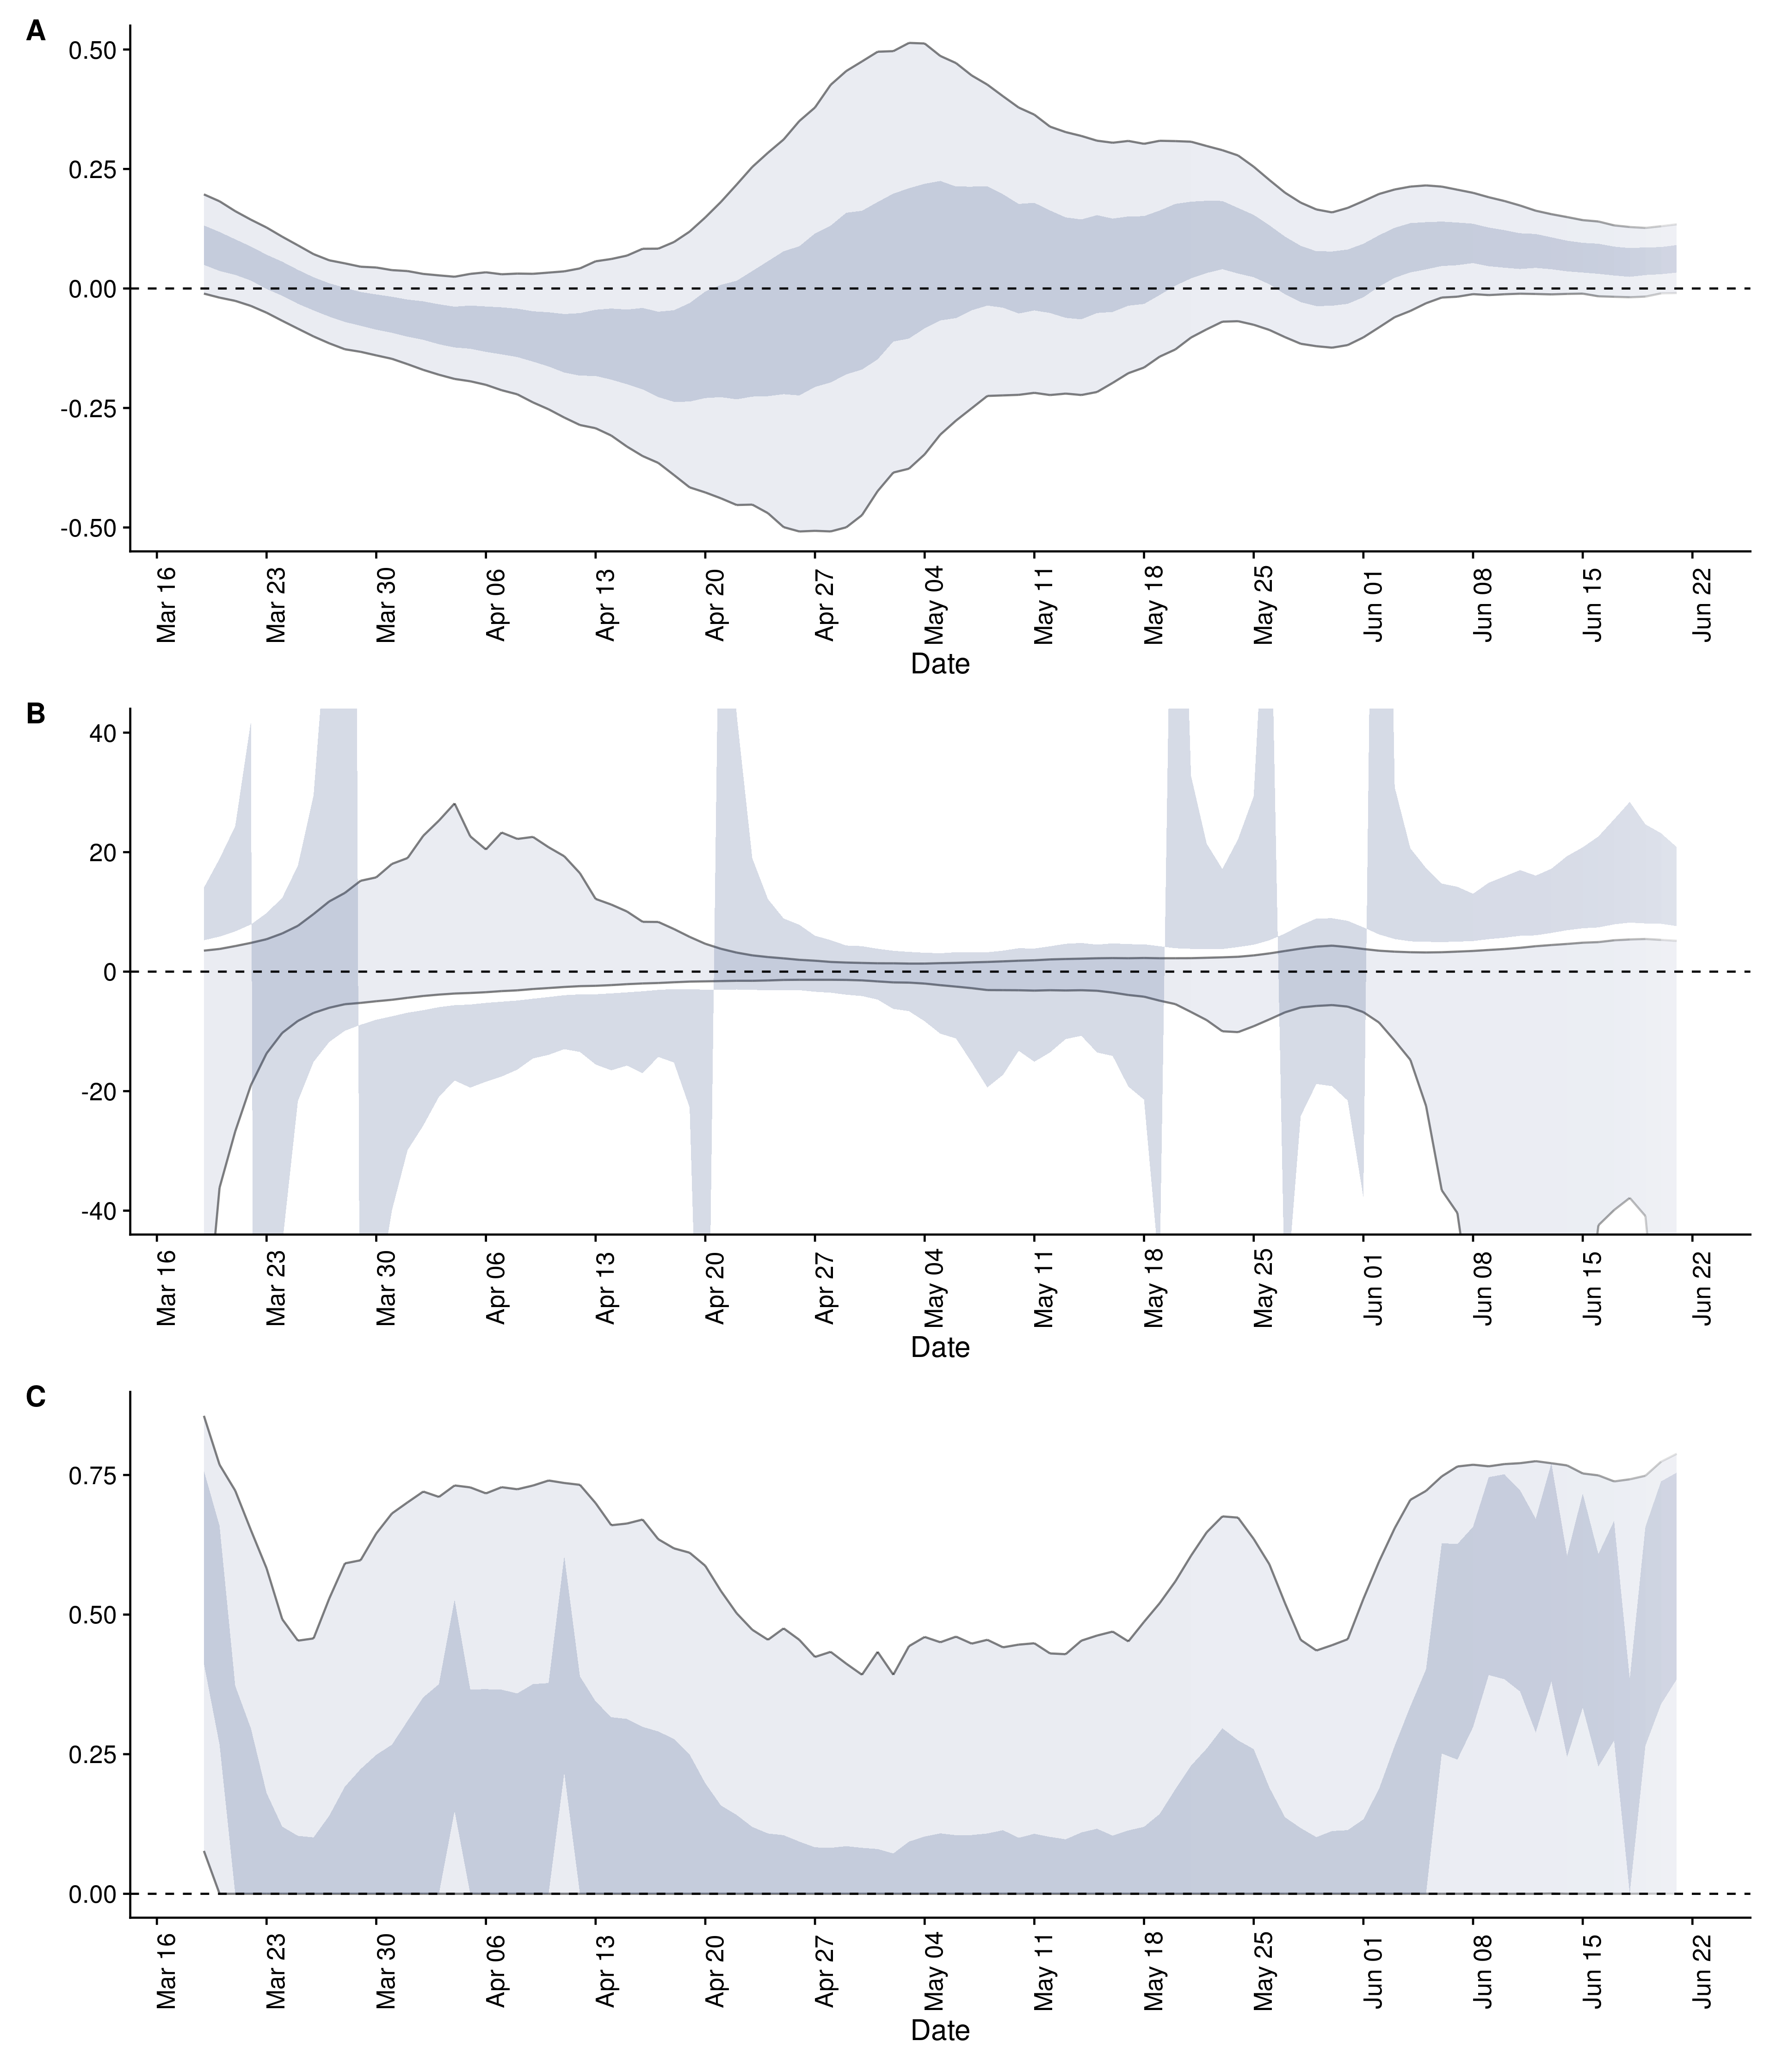 A
0.50
0.25
0.00
-0.25
-0.50
Mar 16
Mar 23
Mar 30
Apr 06
Apr 13
Apr 20
Apr 27
May 04
May 11
May 18
May 25
Jun 01
Jun 08
Jun 15
Jun 22
Date
B
40
20
0
-20
-40
Mar 16
Mar 23
Mar 30
Apr 06
Apr 13
Apr 20
Apr 27
May 04
May 11
May 18
May 25
Jun 01
Jun 08
Jun 15
Jun 22
Date
C
0.75
0.50
0.25
0.00
Mar 16
Mar 23
Mar 30
Apr 06
Apr 13
Apr 20
Apr 27
May 04
May 11
May 18
May 25
Jun 01
Jun 08
Jun 15
Jun 22
Date